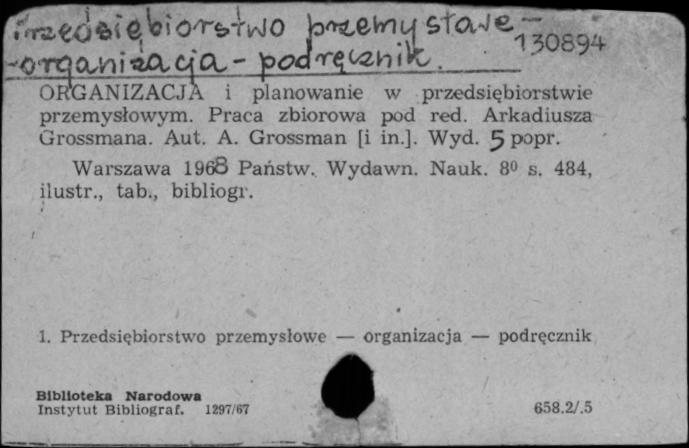 Przedsiębiorstwo przemysłowe -
130894
-organizacja - podręcznik.
ORGANIZACJA i planowanie w przedsiębiorstwie
przemysłowym. Praca zbiorowa pod red. Arkadiusza
Grossmana. Aut. A. Grossman [i in.]. Wyd. 5 popr.
Warszawa 1968 Państw. Wydawn. Nauk. 8⁰ s. 484,
ilustr., tab., bibliogr.
1. Przedsiębiorstwo przemysłowe — organizacja — podręcznik
Biblioteka Narodowa
Instytut Bibliograf. 1297/67
658.2/.5